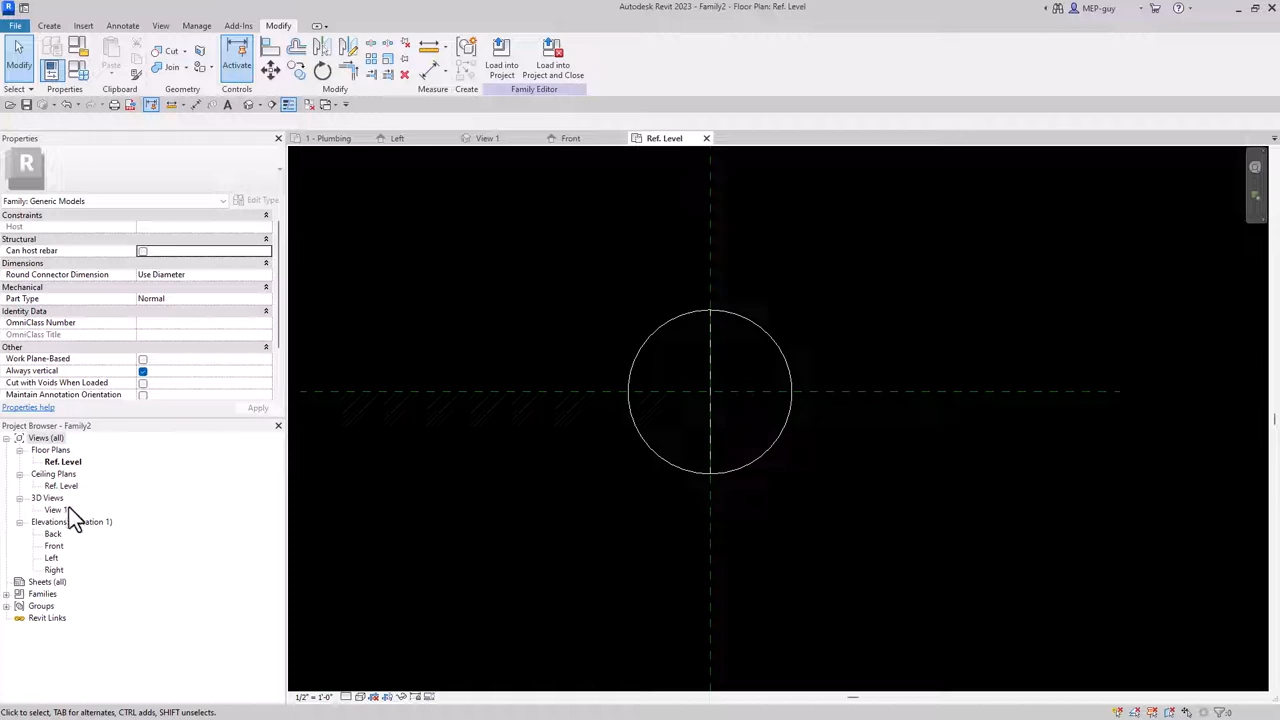 Autodesk Revit 2023 - Family2 - Floor Plan: Ref. Level
MEP-guy
File Create Insert Annotate View Manage Add-Ins Modify
Modify
Paste
Cut
Join
Activate
Load into Project
Load into Project and Close
Select Properties Clipboard Geometry Controls Modify Measure Create Family Editor
Properties
1 - Plumbing Left View 1 Front Ref. Level
Family: Generic Models Edit Type
Constraints
Host
Structural
Can host rebar
Dimensions
Round Connector Dimension Use Diameter
Mechanical
Part Type Normal
Identity Data
OmniClass Number
OmniClass Title
Other
Work Plane-Based
Always vertical
Cut with Voids When Loaded
Maintain Annotation Orientation
Properties help Apply
Project Browser - Family2
Views (all)
Floor Plans
Ref. Level
Ceiling Plans
Ref. Level
3D Views
View 1
Elevations ation 1)
Back
Front
Left
Right
Sheets (all)
Families
Groups
Revit Links
1/2" = 1'-0"
Click to select, TAB for alternates, CTRL adds, SHIFT unselects.
:0